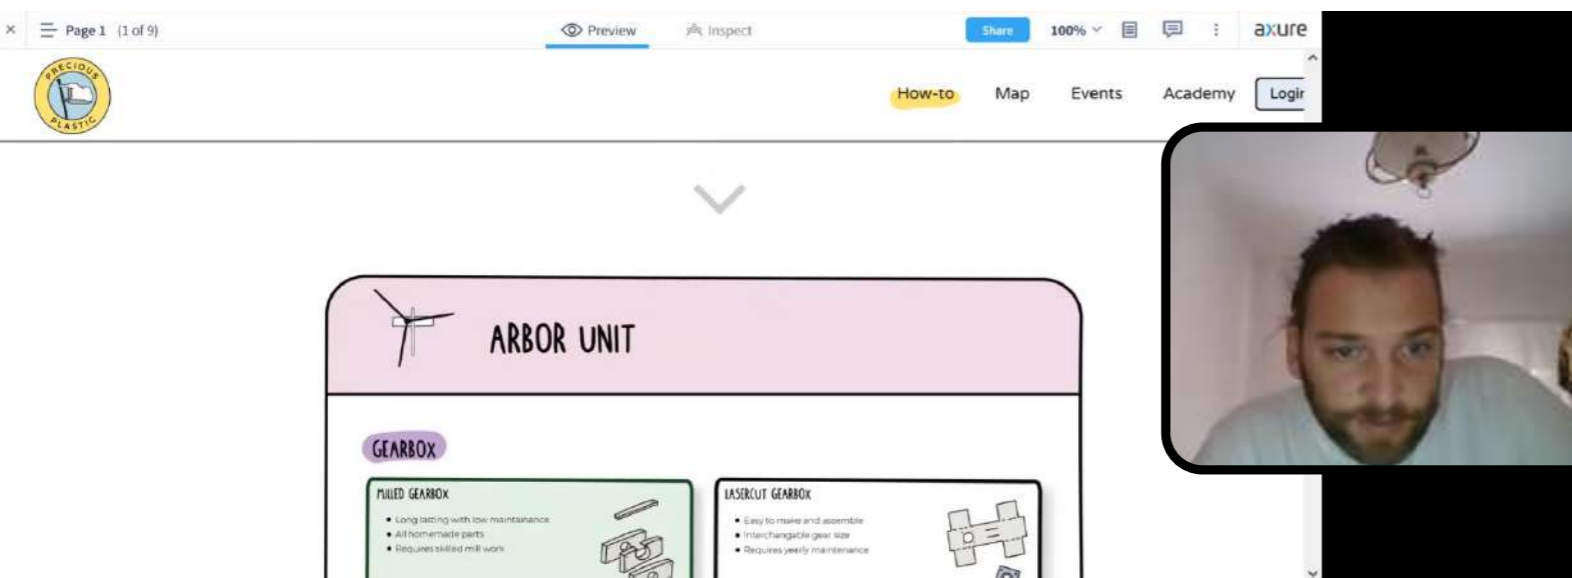 × Page 1 (1 of 9) Preview Inspect Share 100% axure
PRECIOUS
PLASTIC
How-to Map Events Academy Login
ARBOR UNIT
GEARBOX
MILLED GEARBOX
• Long lasting with low maintainance
• All homemade parts
• Requires skilled mill work
LASERCUT GEARBOX
• Easy to make and assemble
• Interchangable gear size
• Requires yeerly maintenance